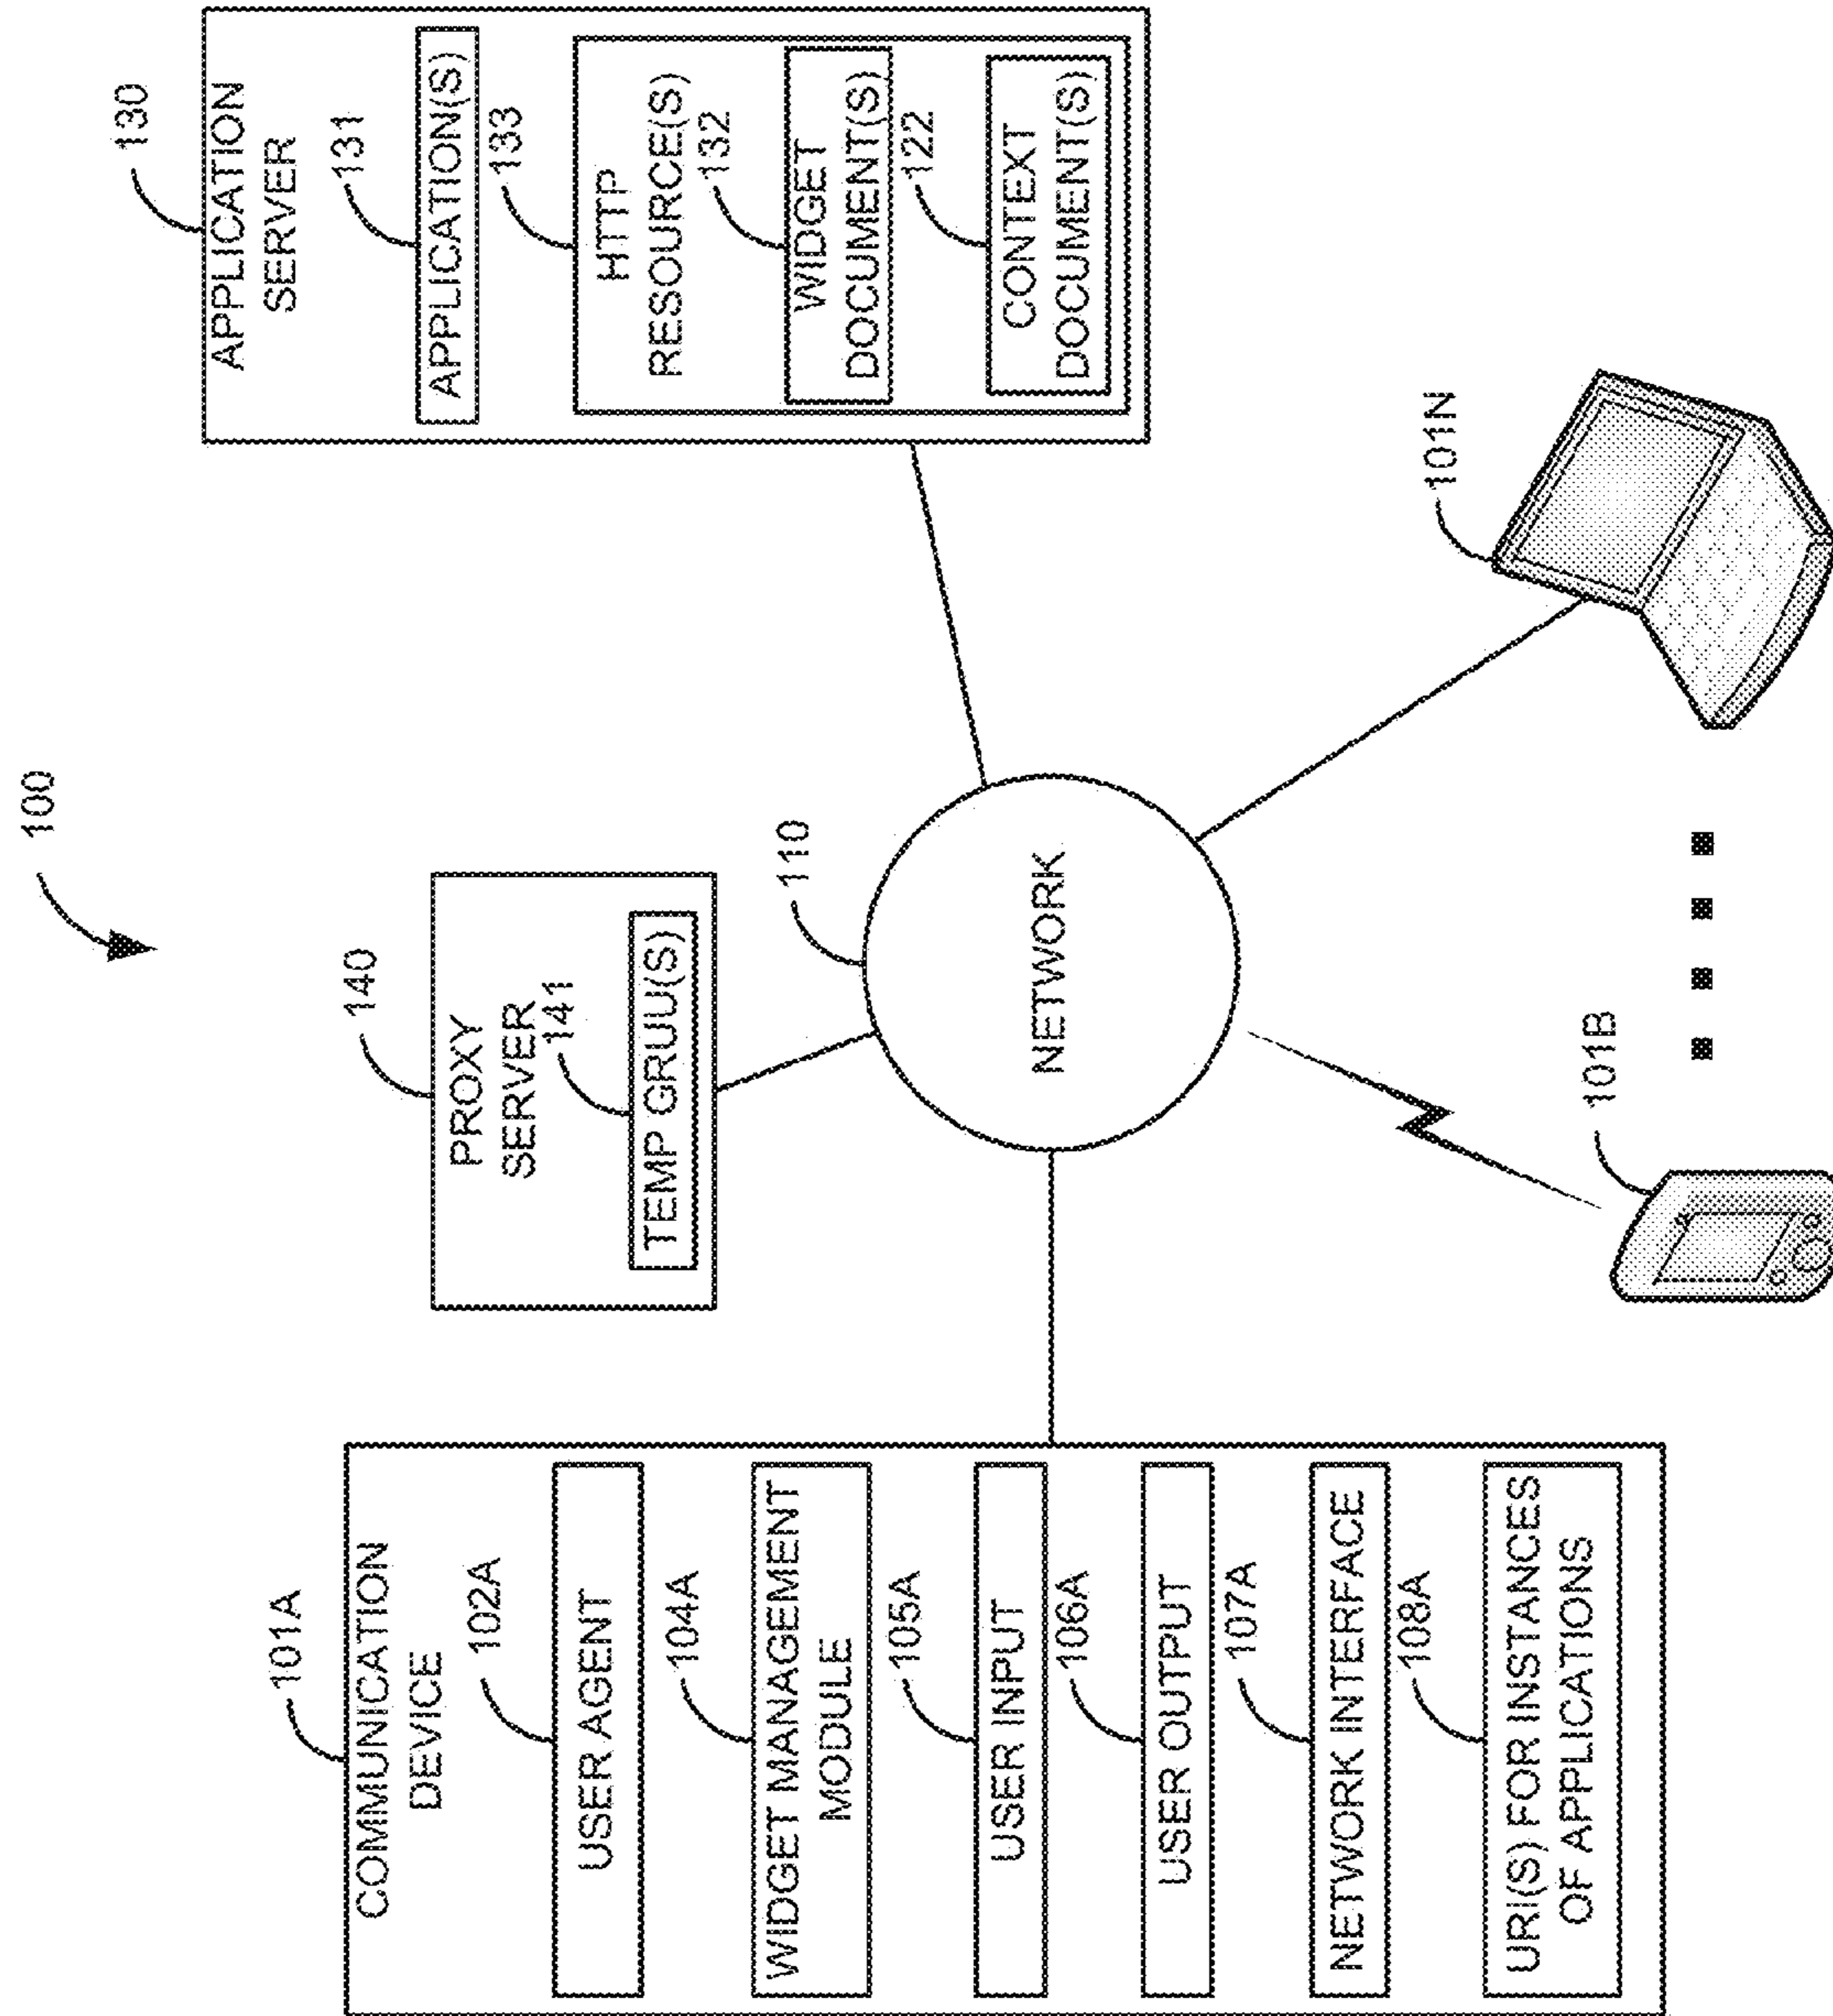 100
101A
COMMUNICATION
DEVICE
102A
USER AGENT
104A
WIDGET MANAGEMENT
MODULE
105A
USER INPUT
106A
USER OUTPUT
107A
NETWORK INTERFACE
108A
URI(S) FOR INSTANCES
OF APPLICATIONS
140
PROXY
SERVER
141
TEMP GRUU(S)
110
NETWORK
130
APPLICATION
SERVER
131
APPLICATION(S)
133
HTTP
RESOURCE(S)
132
WIDGET
DOCUMENT(S)
122
CONTEXT
DOCUMENT(S)
101B
101N